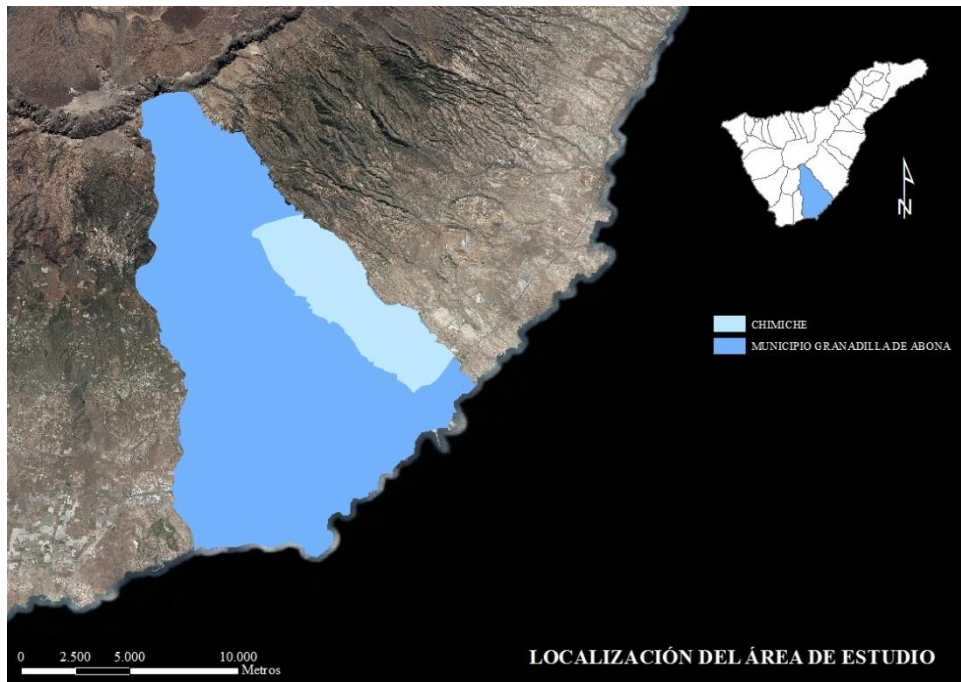 N
CHIMICHE
MUNICIPIO GRANADILLA DE ABONA
0 2.500 5.000 10.000
Metros
LOCALIZACIÓN DEL ÁREA DE ESTUDIO